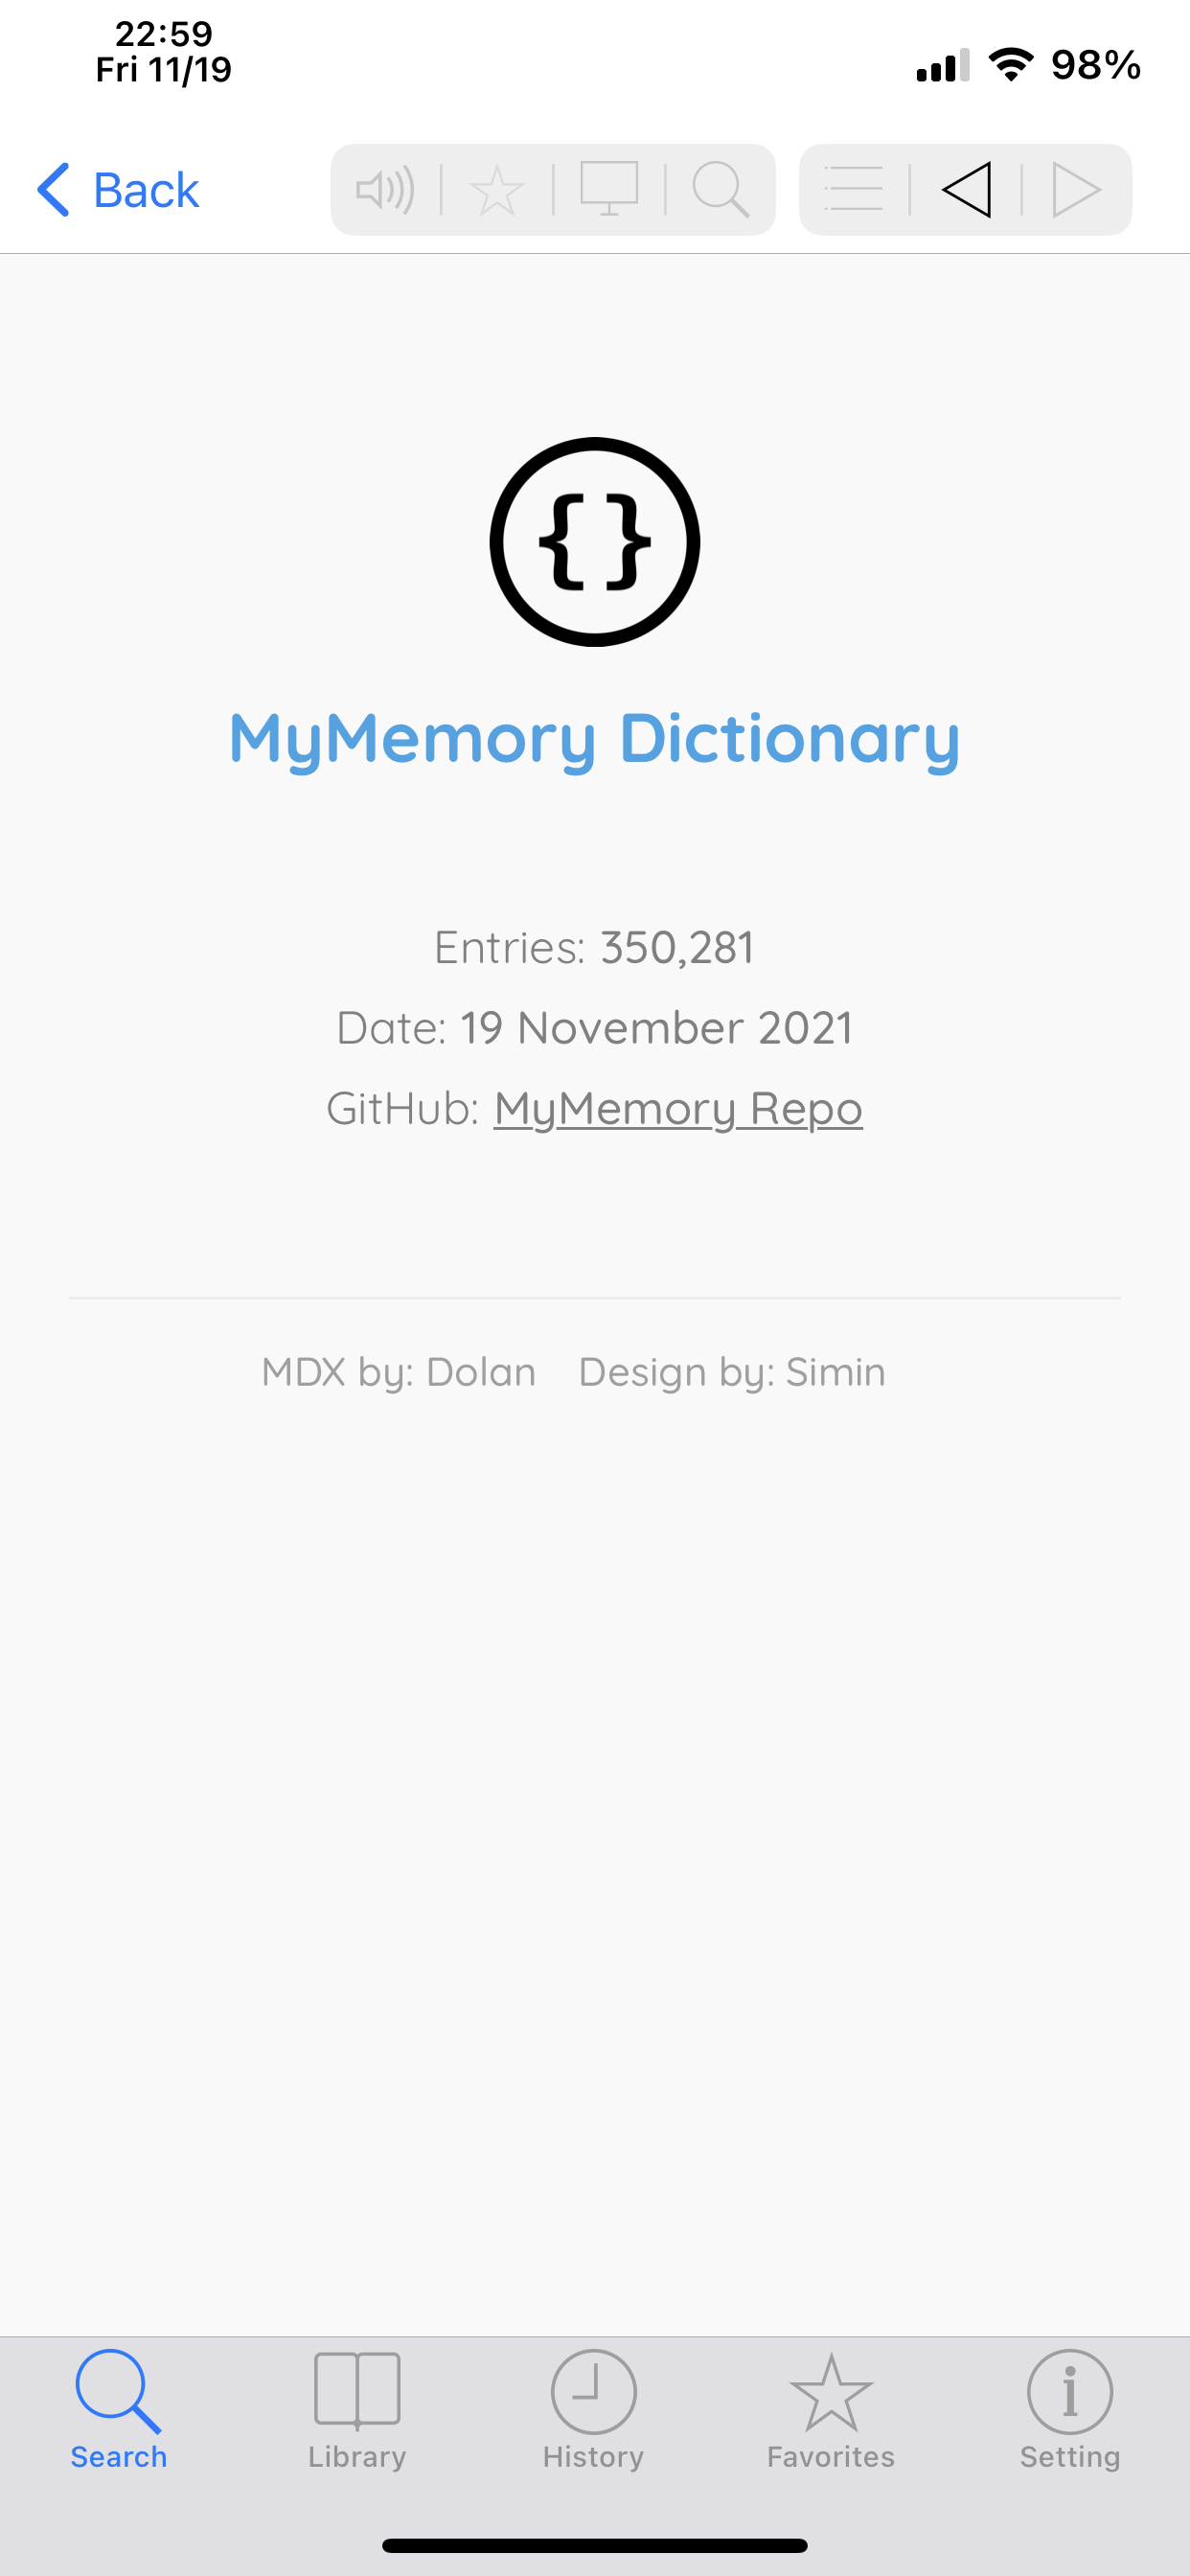 22:59
Fri 11/19
98%
Back
{}
MyMemory Dictionary
Entries: 350,281
Date: 19 November 2021
GitHub: MyMemory Repo
MDX by: Dolan Design by: Simin
Search Library History Favorites Setting